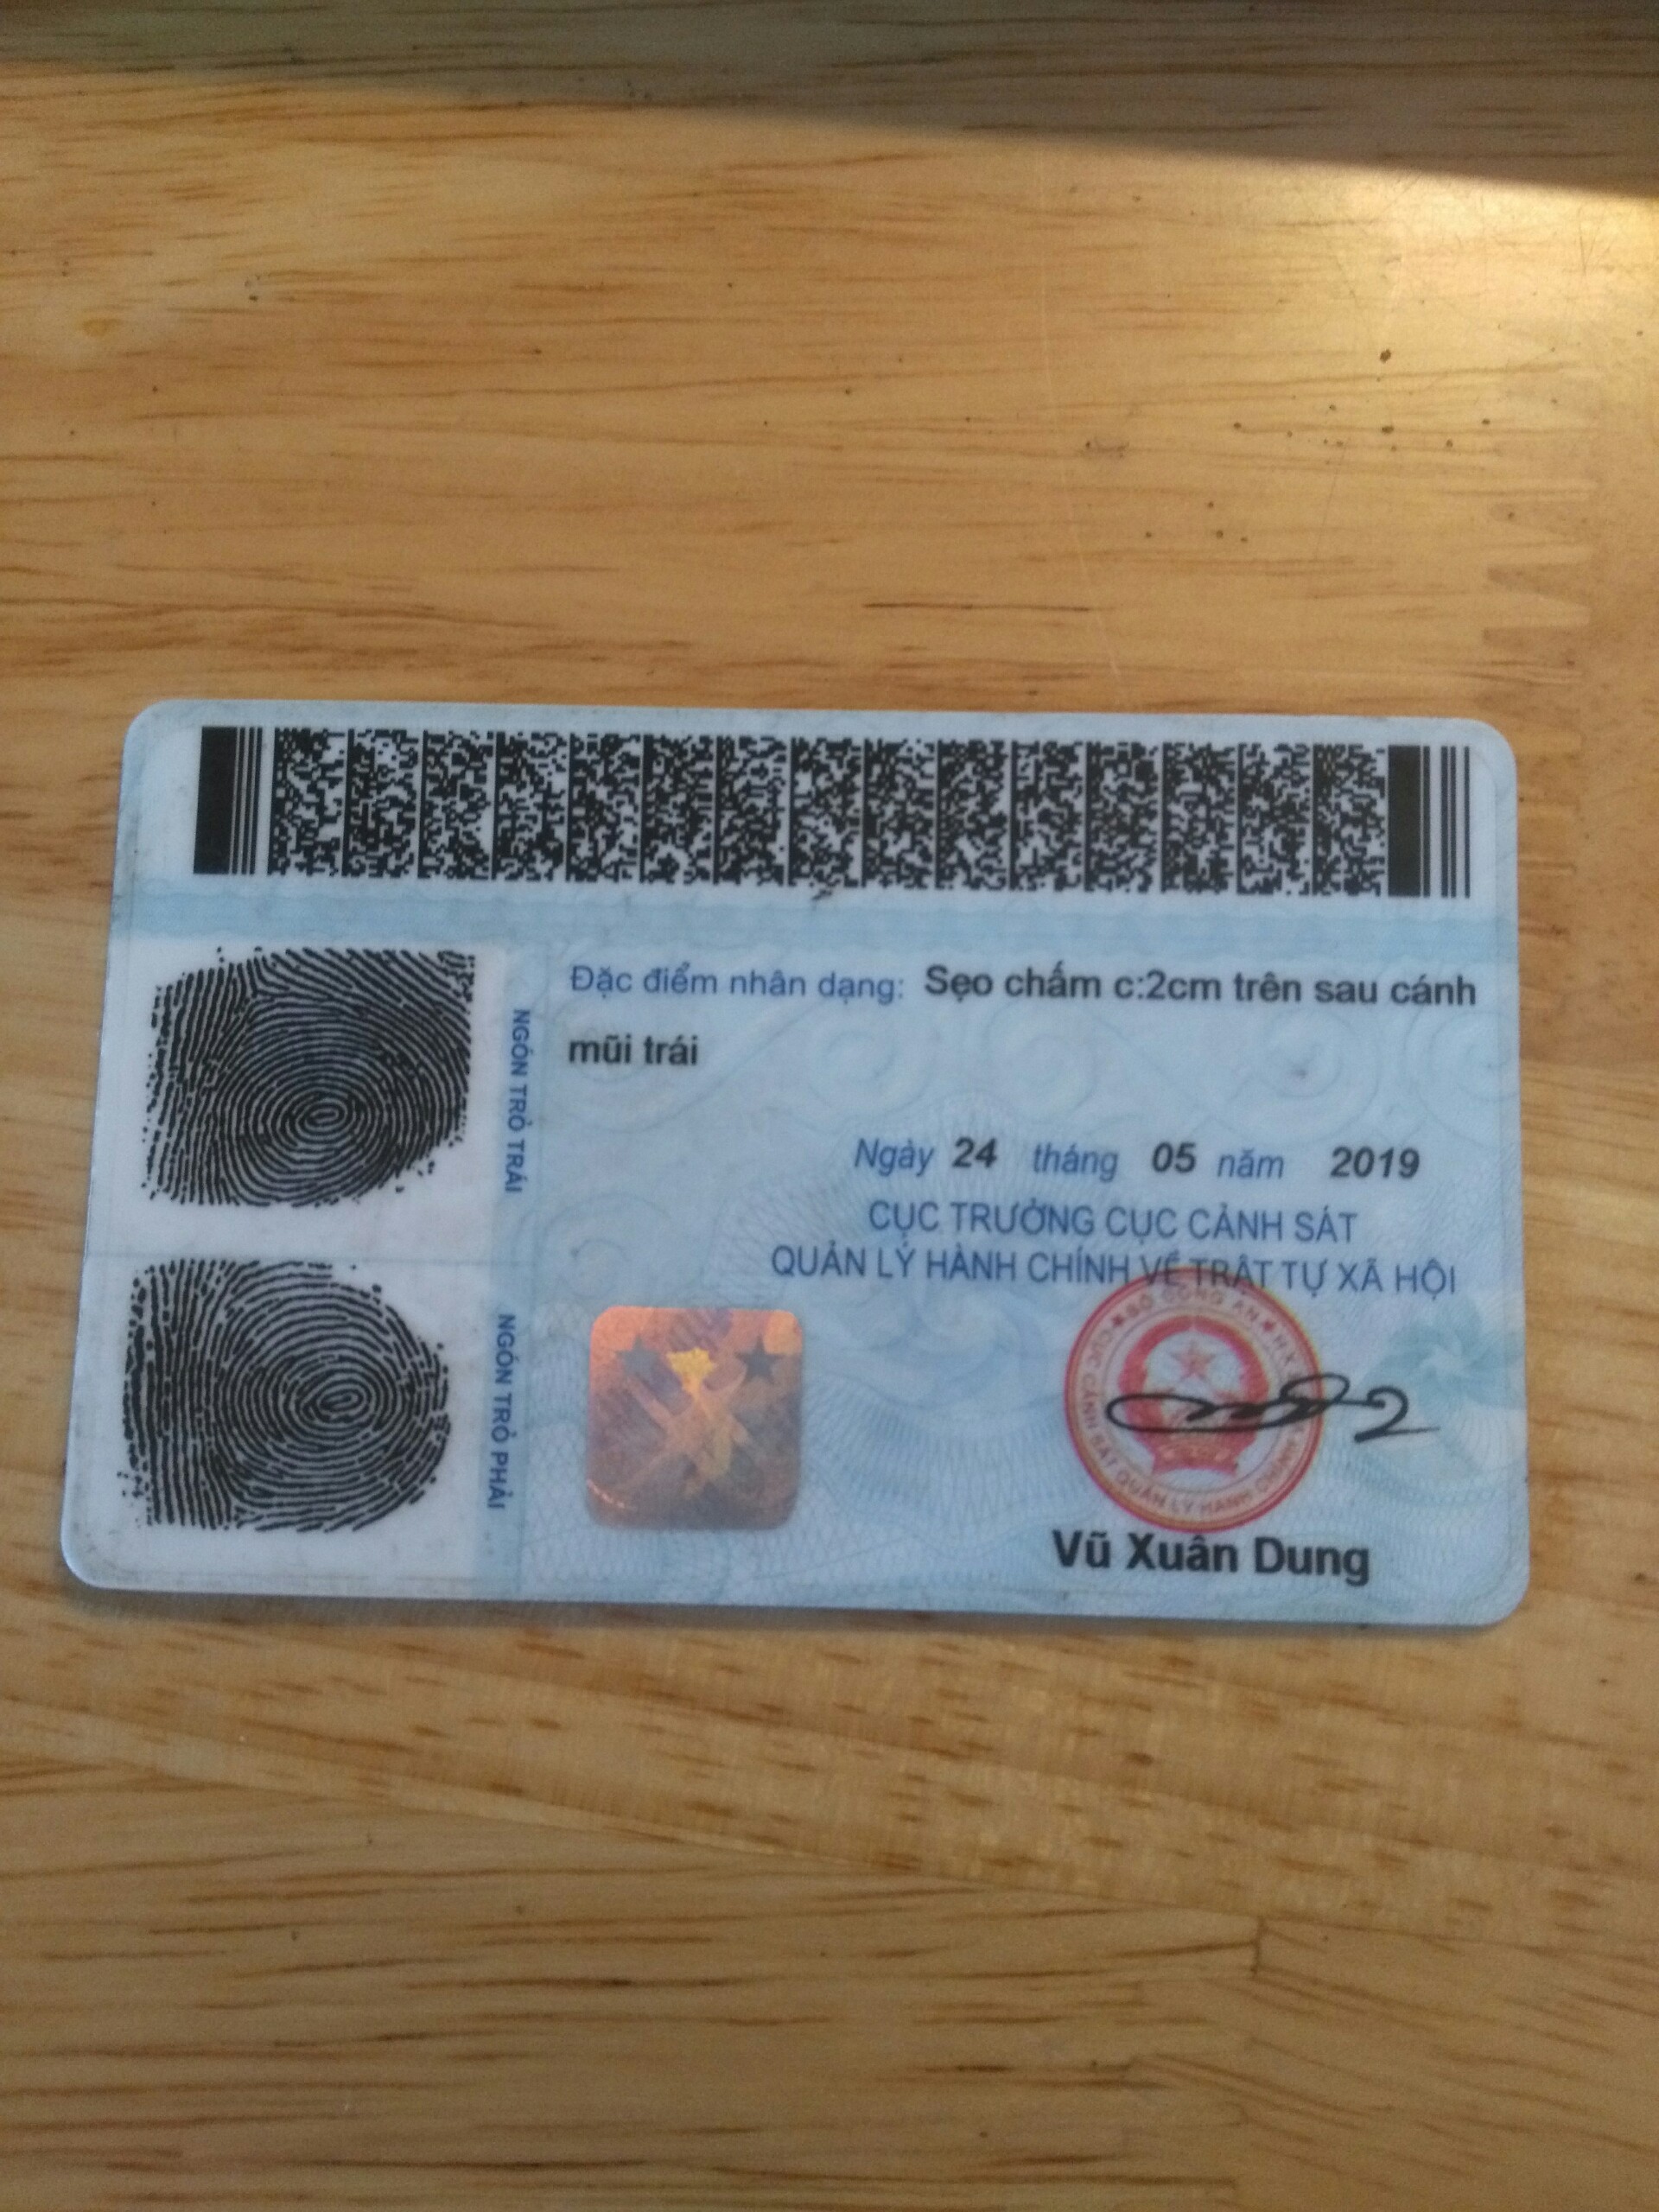 Đặc điểm nhân dạng: Sẹo chấm c:2cm trên sau cánh
mũi trái
NGÓN TRỎ TRÁI
Ngày 24 tháng 05 năm 2019
CỤC TRƯỞNG CỤC CẢNH SÁT
QUẢN LÝ HÀNH CHÍNH VỀ TRẬT TỰ XÃ HỘI
NGÓN TRỎ PHẢI
BỘ CÔNG AN
CỤC CẢNH SÁT QUẢN LÝ HÀNH CHÍNH
Vũ Xuân Dung